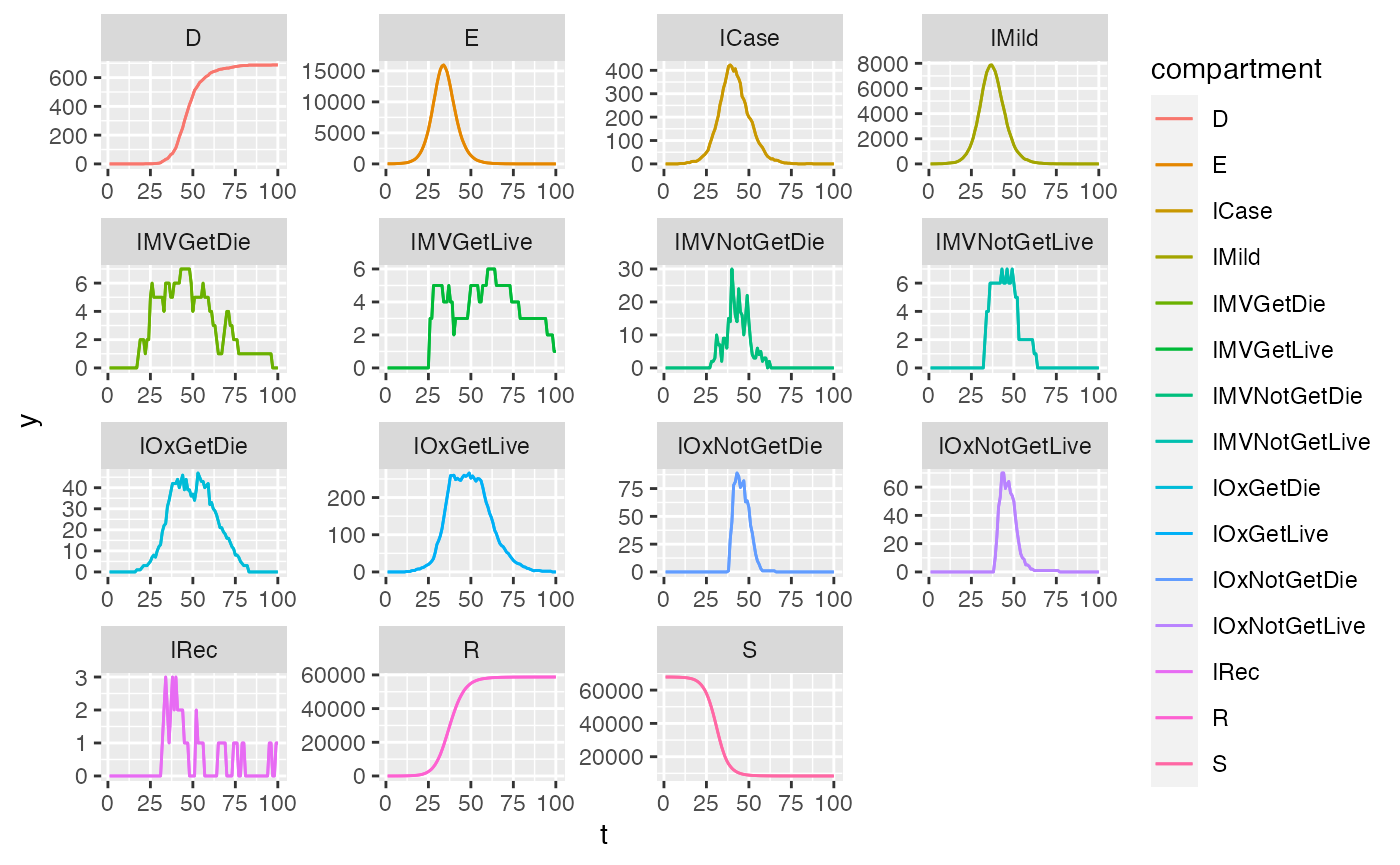 D E ICase IMild
600 400 200 0
15000 10000 5000 0
400 300 200 100 0
8000 6000 4000 2000 0
0 25 50 75 100 0 25 50 75 100 0 25 50 75 100 0 25 50 75 100
IMVGetDie IMVGetLive IMVNotGetDie IMVNotGetLive
6 4 2 0
6 4 2 0
30 20 10 0
6 4 2 0
0 25 50 75 100 0 25 50 75 100 0 25 50 75 100 0 25 50 75 100
IOxGetDie IOxGetLive IOxNotGetDie IOxNotGetLive
40 30 20 10 0
200 100 0
75 50 25 0
60 40 20 0
0 25 50 75 100 0 25 50 75 100 0 25 50 75 100 0 25 50 75 100
IRec R S
3 2 1 0
60000 40000 20000 0
60000 40000 20000
0 25 50 75 100 0 25 50 75 100 0 25 50 75 100
y
t
compartment
D
E
ICase
IMild
IMVGetDie
IMVGetLive
IMVNotGetDie
IMVNotGetLive
IOxGetDie
IOxGetLive
IOxNotGetDie
IOxNotGetLive
IRec
R
S